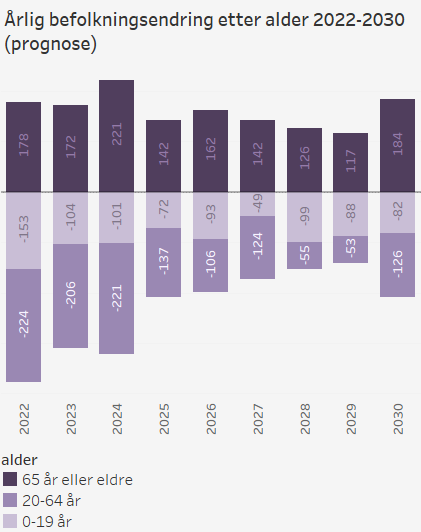 Årlig befolkningsendring etter alder 2022-2030
(prognose)
178 172 221 142 162 142 126 117 184
-153 -104 -101 -72 -93 -49 -99 -88 -82
-224 -206 -221 -137 -106 -124 -55 -53 -126
2022 2023 2024 2025 2026 2027 2028 2029 2030
alder
65 år eller eldre
20-64 år
0-19 år